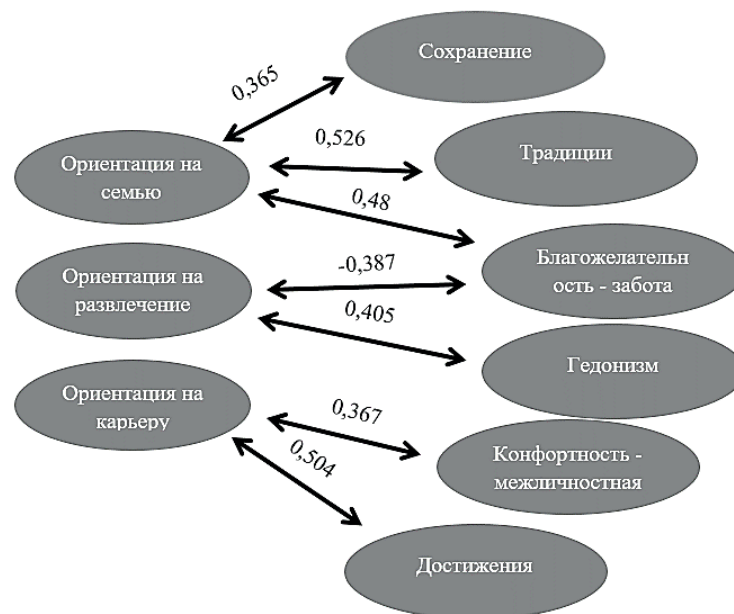 Сохранение
0,365
Ориентация на
семью
0,526
Традиции
0,48
Благожелательн
ость - забота
Ориентация на
развлечение
-0,387
0,405
Гедонизм
Ориентация на
карьеру
0,367
Конфортность -
межличностная
0,504
Достижения